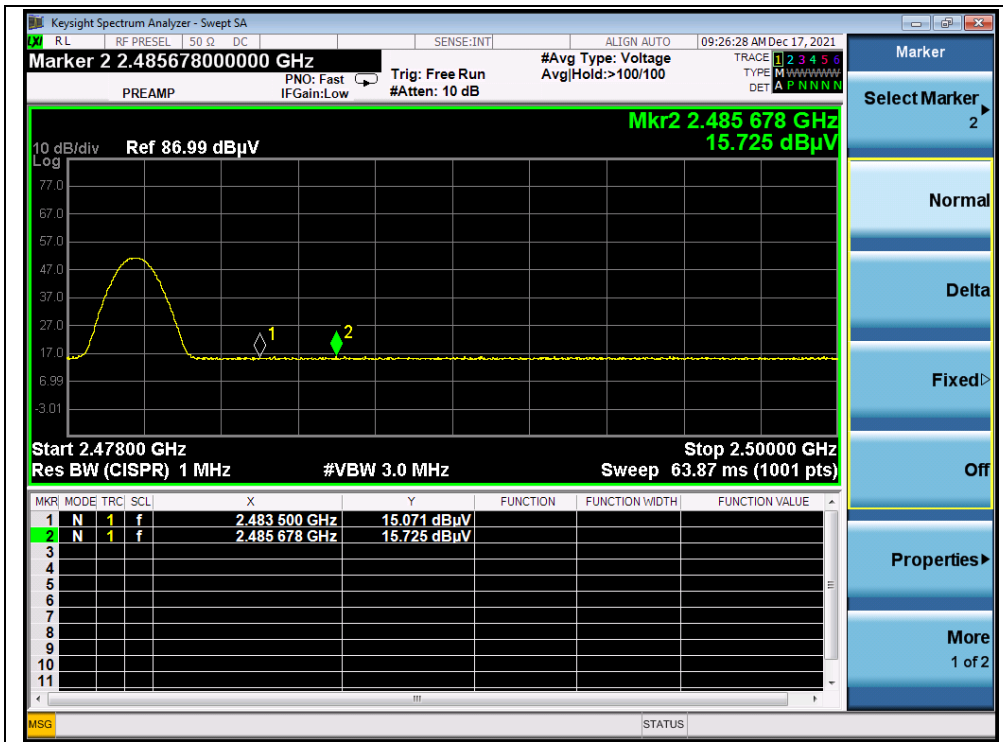 Keysight Spectrum Analyzer - Swept SA
LXI RL RF PRESEL 50 Ω DC SENSE:INT ALIGN AUTO 09:26:28 AM Dec 17, 2021
Marker 2 2.485678000000 GHz #Avg Type: Voltage TRACE 1 2 3 4 5 6
PNO: Fast Trig: Free Run Avg|Hold:>100/100 TYPE M WWWWW
PREAMP IFGain:Low #Atten: 10 dB DET A P N N N N
Mkr2 2.485 678 GHz
10 dB/div Ref 86.99 dBµV 15.725 dBµV
Log
77.0
67.0
57.0
47.0
37.0
27.0
1 2
17.0
6.99
-3.01
Start 2.47800 GHz Stop 2.50000 GHz
Res BW (CISPR) 1 MHz #VBW 3.0 MHz Sweep 63.87 ms (1001 pts)
MKR MODE TRC SCL X Y FUNCTION FUNCTION WIDTH FUNCTION VALUE
1 N 1 f 2.483 500 GHz 15.071 dBµV
2 N 1 f 2.485 678 GHz 15.725 dBµV
3
4
5
6
7
8
9
10
11
MSG STATUS
Marker
Select Marker
2
Normal
Delta
Fixed
Off
Properties
More
1 of 2